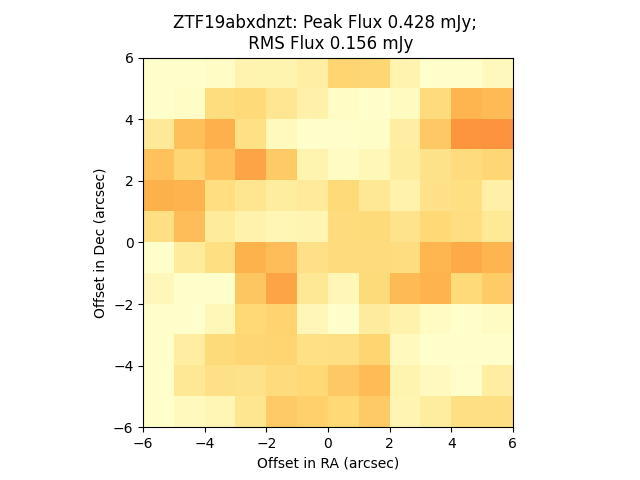 ZTF19abxdnzt: Peak Flux 0.428 mJy;
RMS Flux 0.156 mJy
6
4
2
0
−2
−4
−6
Offset in Dec (arcsec)
−6 −4 −2 0 2 4 6
Offset in RA (arcsec)